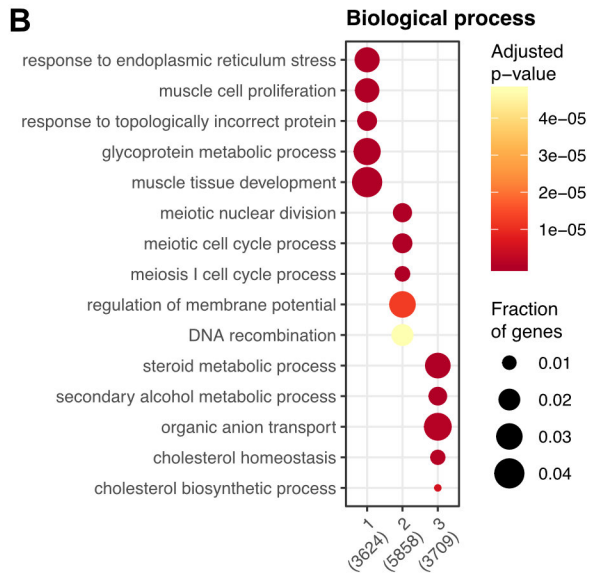 B
Biological process
response to endoplasmic reticulum stress
muscle cell proliferation
response to topologically incorrect protein
glycoprotein metabolic process
muscle tissue development
meiotic nuclear division
meiotic cell cycle process
meiosis I cell cycle process
regulation of membrane potential
DNA recombination
steroid metabolic process
secondary alcohol metabolic process
organic anion transport
cholesterol homeostasis
cholesterol biosynthetic process
1
(3624)
2
(5858)
3
(3709)
Adjusted
p−value
4e−05
3e−05
2e−05
1e−05
Fraction
of genes
0.01
0.02
0.03
0.04